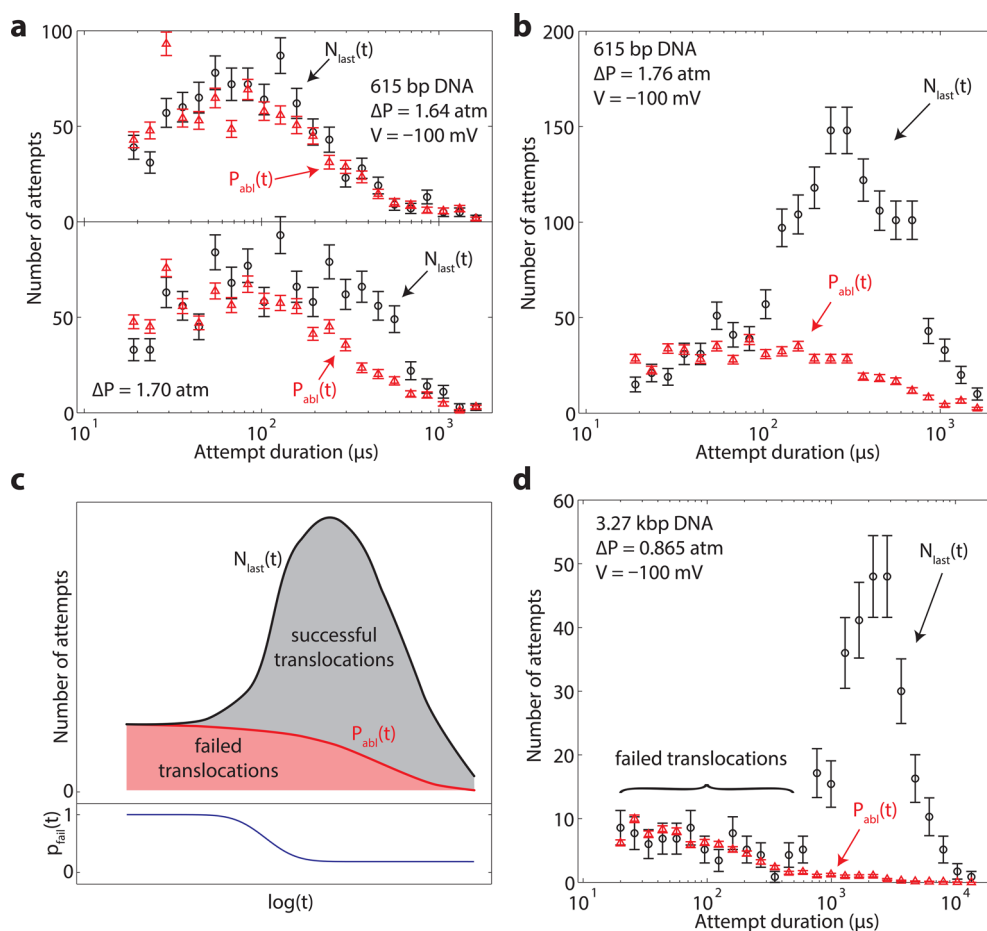 a
100
50
0
Number of attempts
N_last(t)
615 bp DNA
ΔP = 1.64 atm
V = −100 mV
P_abl(t)
50
0
N_last(t)
P_abl(t)
ΔP = 1.70 atm
10^1
10^2
10^3
Attempt duration (μs)
b
200
150
100
50
0
Number of attempts
615 bp DNA
ΔP = 1.76 atm
V = −100 mV
N_last(t)
P_abl(t)
10^1
10^2
10^3
Attempt duration (μs)
c
Number of attempts
0
N_last(t)
successful
translocations
P_abl(t)
failed
translocations
p_fail(t)
1
0
log(t)
d
60
50
40
30
20
10
0
Number of attempts
3.27 kbp DNA
ΔP = 0.865 atm
V = −100 mV
N_last(t)
failed translocations
P_abl(t)
10^1
10^2
10^3
10^4
Attempt duration (μs)